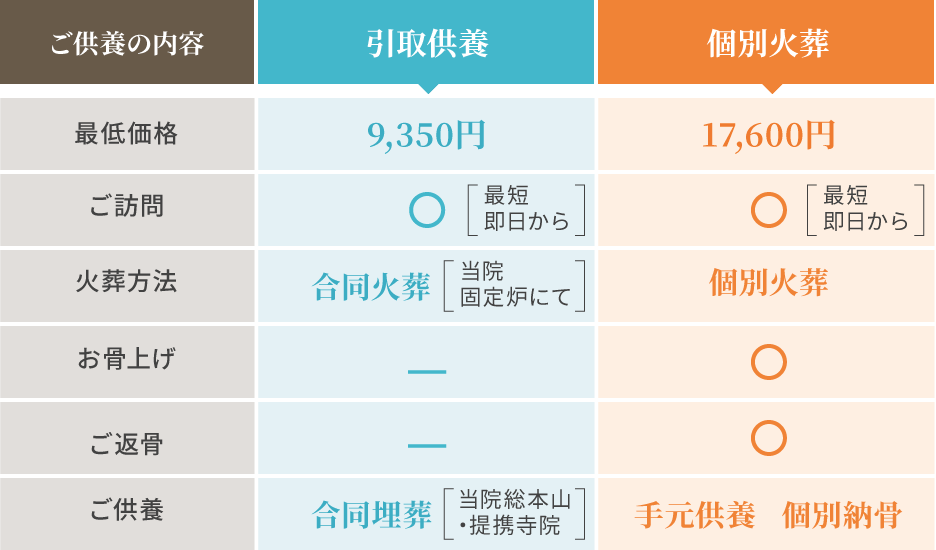 ご供養の内容 引取供養 個別火葬
最低価格 9,350円 17,600円
ご訪問 ○ 最短 ○ 最短
即日から 即日から
火葬方法 合同火葬 当院 個別火葬
固定炉にて
お骨上げ — ○
ご返骨 — ○
ご供養 合同埋葬 当院総本山 手元供養 個別納骨
・提携寺院